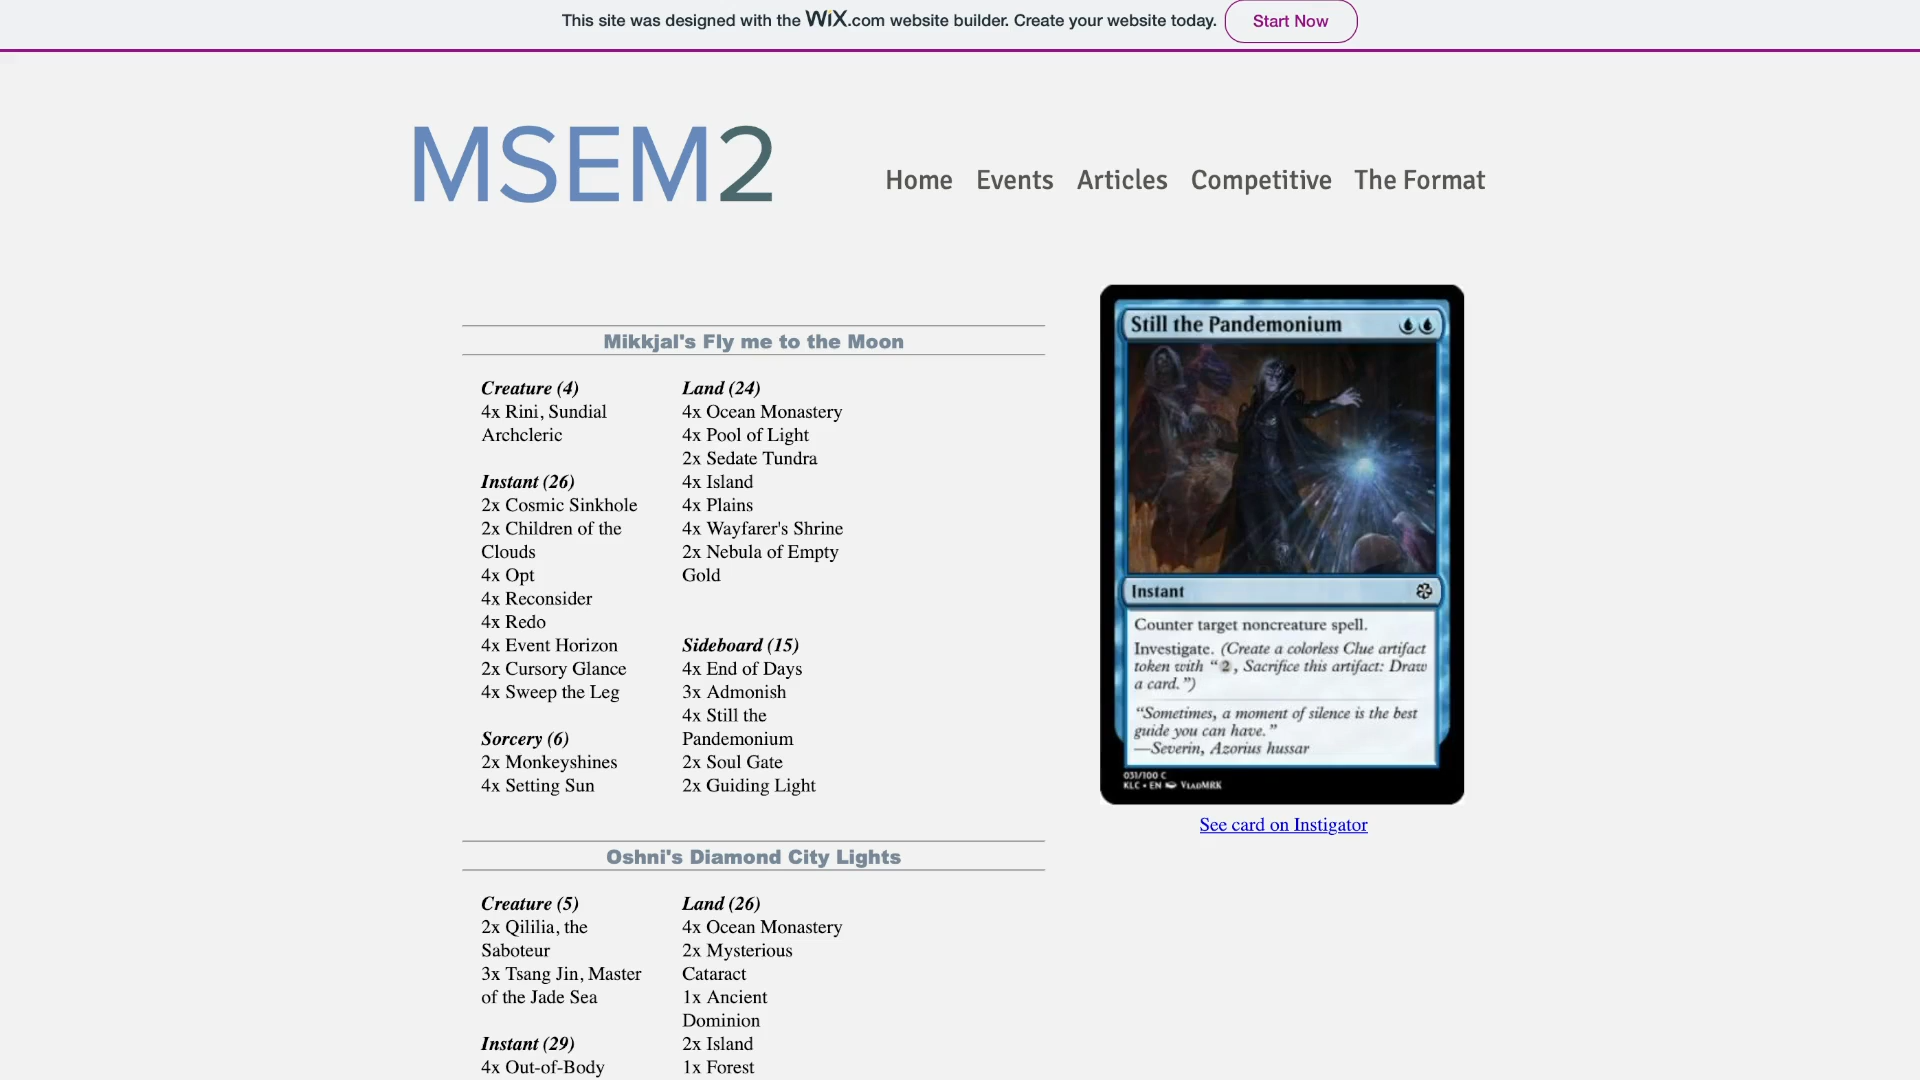 This site was designed with the WiX.com website builder. Create your website today.
Start Now
MSEM2
Home
Events
Articles
Competitive
The Format
Mikkjal's Fly me to the Moon
Creature (4)
4x Rini, Sundial
Archcleric
Instant (26)
2x Cosmic Sinkhole
2x Children of the
Clouds
4x Opt
4x Reconsider
4x Redo
4x Event Horizon
2x Cursory Glance
4x Sweep the Leg
Sorcery (6)
2x Monkeyshines
4x Setting Sun
Land (24)
4x Ocean Monastery
4x Pool of Light
2x Sedate Tundra
4x Island
4x Plains
4x Wayfarer's Shrine
2x Nebula of Empty
Gold
Sideboard (15)
4x End of Days
3x Admonish
4x Still the
Pandemonium
2x Soul Gate
2x Guiding Light
Still the Pandemonium
Instant
Counter target noncreature spell.
Investigate. (Create a colorless Clue artifact
token with “2, Sacrifice this artifact: Draw
a card.”)
“Sometimes, a moment of silence is the best
guide you can have.”
—Severin, Azorius hussar
031/100 C
KLC • EN VladMRK
See card on Instigator
Oshni's Diamond City Lights
Creature (5)
2x Qililia, the
Saboteur
3x Tsang Jin, Master
of the Jade Sea
Instant (29)
4x Out-of-Body
Land (26)
4x Ocean Monastery
2x Mysterious
Cataract
1x Ancient
Dominion
2x Island
1x Forest